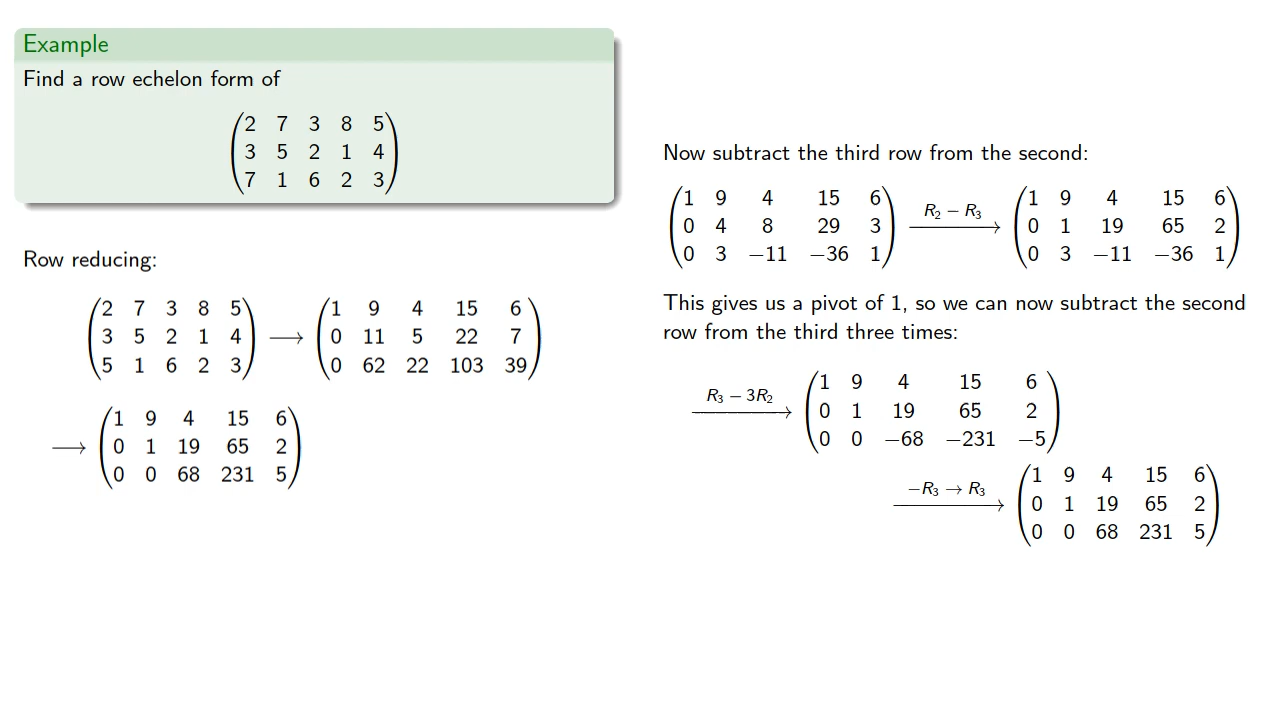 Example
Find a row echelon form of
2 7 3 8 5
3 5 2 1 4
7 1 6 2 3
Row reducing:
2 7 3 8 5 1 9 4 15 6
3 5 2 1 4 ⟶ 0 11 5 22 7
5 1 6 2 3 0 62 22 103 39
1 9 4 15 6
⟶ 0 1 19 65 2
0 0 68 231 5
Now subtract the third row from the second:
1 9 4 15 6 R₂ − R₃ 1 9 4 15 6
0 4 8 29 3 ⟶ 0 1 19 65 2
0 3 −11 −36 1 0 3 −11 −36 1
This gives us a pivot of 1, so we can now subtract the second
row from the third three times:
1 9 4 15 6
R₃ − 3R₂ ⟶ 0 1 19 65 2
0 0 −68 −231 −5
1 9 4 15 6
−R₃ → R₃ ⟶ 0 1 19 65 2
0 0 68 231 5